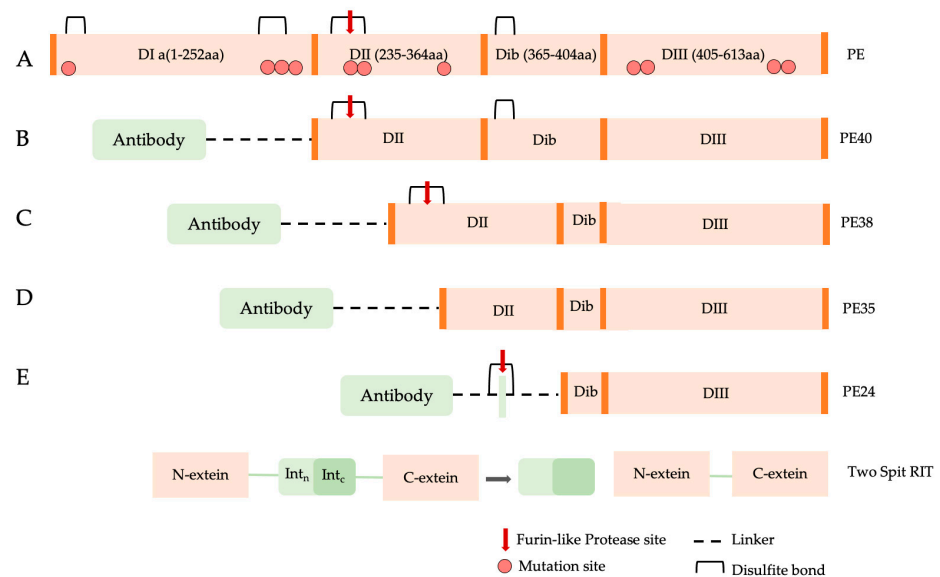 A DI a(1-252aa) DII (235-364aa) Dib (365-404aa) DIII (405-613aa) PE
B Antibody DII Dib DIII PE40
C Antibody DII Dib DIII PE38
D Antibody DII Dib DIII PE35
E Antibody Dib DIII PE24
N-extein Intn Intc C-extein N-extein C-extein Two Spit RIT
Furin-like Protease site Linker
Mutation site Disulfite bond